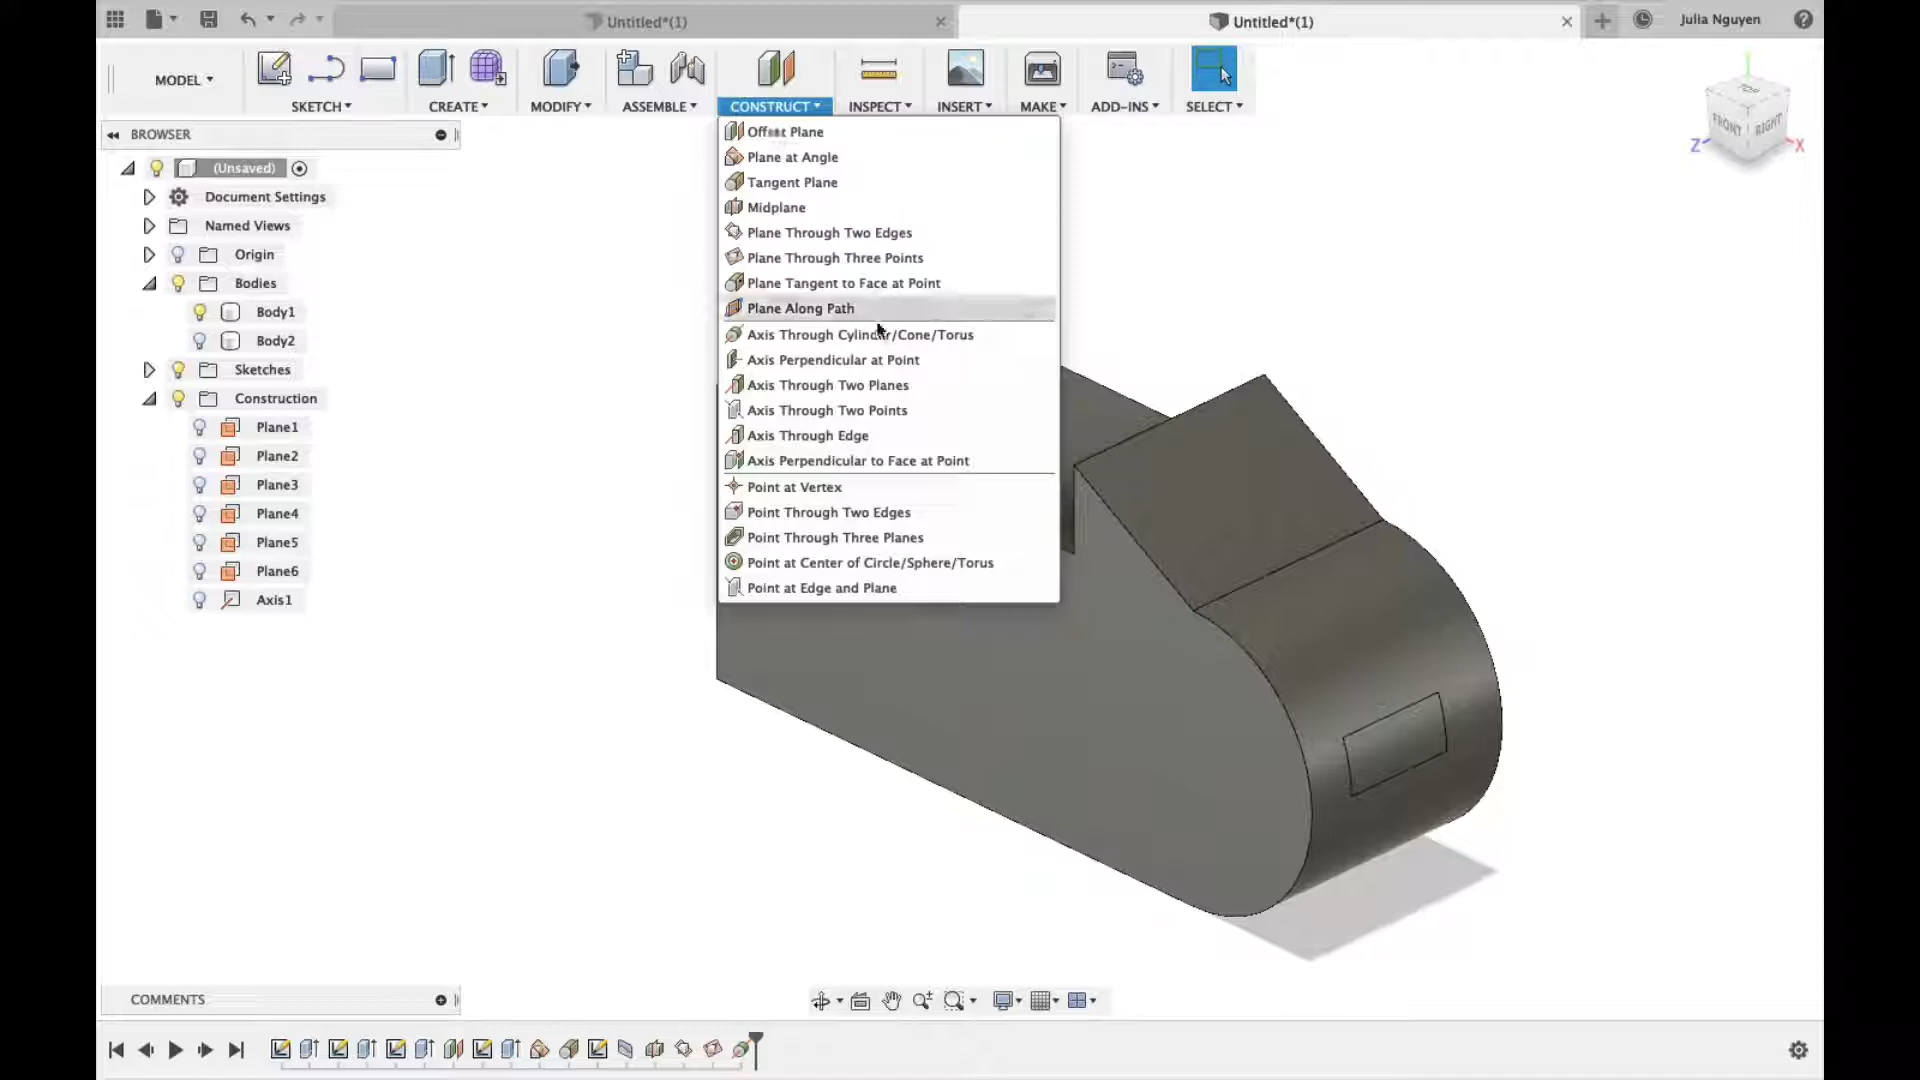 Untitled*(1)
Untitled*(1)
Julia Nguyen
MODEL
SKETCH
CREATE
MODIFY
ASSEMBLE
CONSTRUCT
INSPECT
INSERT
MAKE
ADD-INS
SELECT
BROWSER
(Unsaved)
Document Settings
Named Views
Origin
Bodies
Body1
Body2
Sketches
Construction
Plane1
Plane2
Plane3
Plane4
Plane5
Plane6
Axis1
Offset Plane
Plane at Angle
Tangent Plane
Midplane
Plane Through Two Edges
Plane Through Three Points
Plane Tangent to Face at Point
Plane Along Path
Axis Through Cylinder/Cone/Torus
Axis Perpendicular at Point
Axis Through Two Planes
Axis Through Two Points
Axis Through Edge
Axis Perpendicular to Face at Point
Point at Vertex
Point Through Two Edges
Point Through Three Planes
Point at Center of Circle/Sphere/Torus
Point at Edge and Plane
FRONT
RIGHT
Z
X
COMMENTS